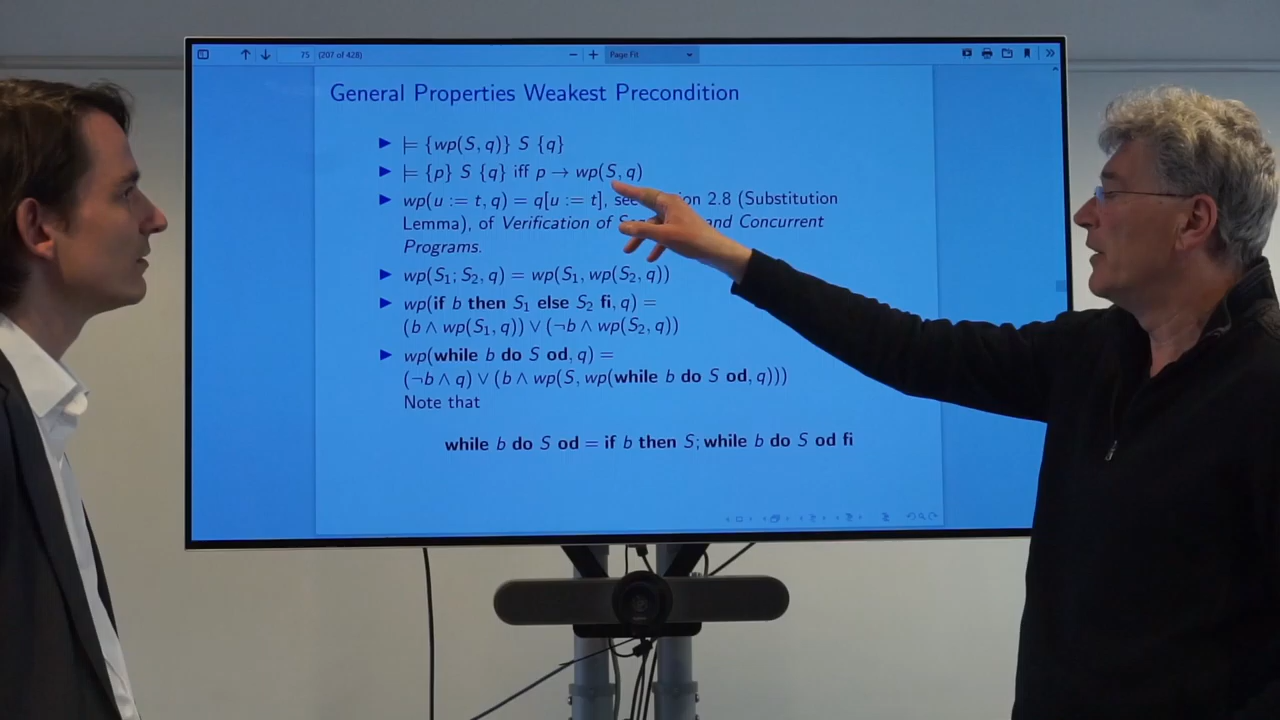 75 (207 of 428) Page Fit
General Properties Weakest Precondition
▶ ⊨ {wp(S, q)} S {q}
▶ ⊨ {p} S {q} iff p → wp(S, q)
▶ wp(u := t, q) = q[u := t], see on 2.8 (Substitution
Lemma), of Verification of and Concurrent
Programs.
▶ wp(S₁; S₂, q) = wp(S₁, wp(S₂, q))
▶ wp(if b then S₁ else S₂ fi, q) =
(b ∧ wp(S₁, q)) ∨ (¬b ∧ wp(S₂, q))
▶ wp(while b do S od, q) =
(¬b ∧ q) ∨ (b ∧ wp(S, wp(while b do S od, q)))
Note that
while b do S od = if b then S; while b do S od fi